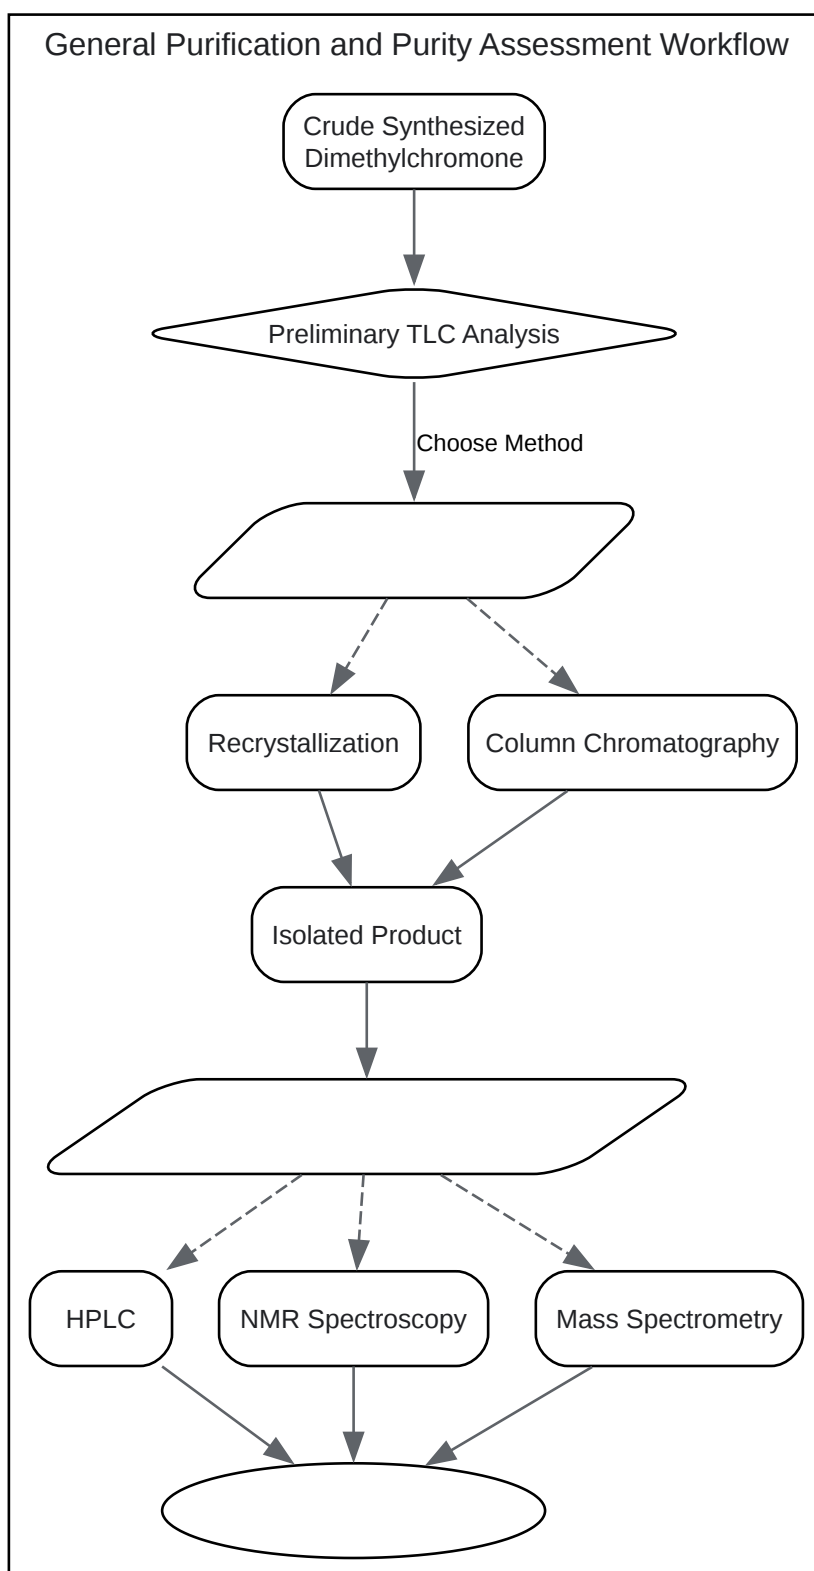 General Purification and Purity Assessment Workflow
Crude Synthesized
Dimethylchromone
Preliminary TLC Analysis
Choose Method
Recrystallization
Column Chromatography
Isolated Product
HPLC
NMR Spectroscopy
Mass Spectrometry